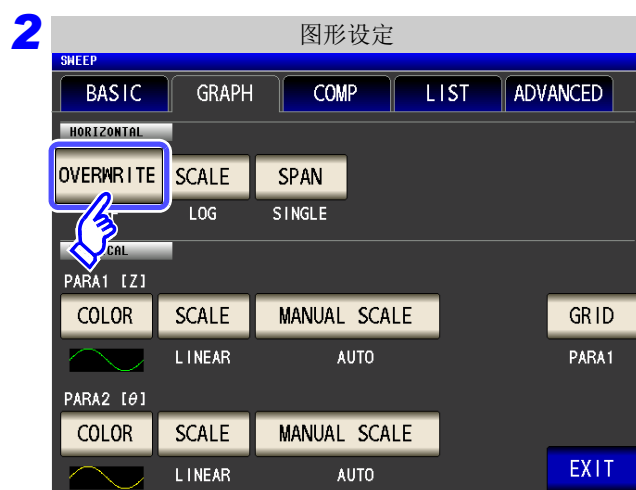 2
图形设定
SWEEP
BASIC GRAPH COMP LIST ADVANCED
HORIZONTAL
OVERWRITE SCALE SPAN
LOG SINGLE
CAL
PARA1 [Z]
COLOR SCALE MANUAL SCALE GRID
LINEAR AUTO PARA1
PARA2 [θ]
COLOR SCALE MANUAL SCALE
LINEAR AUTO
EXIT